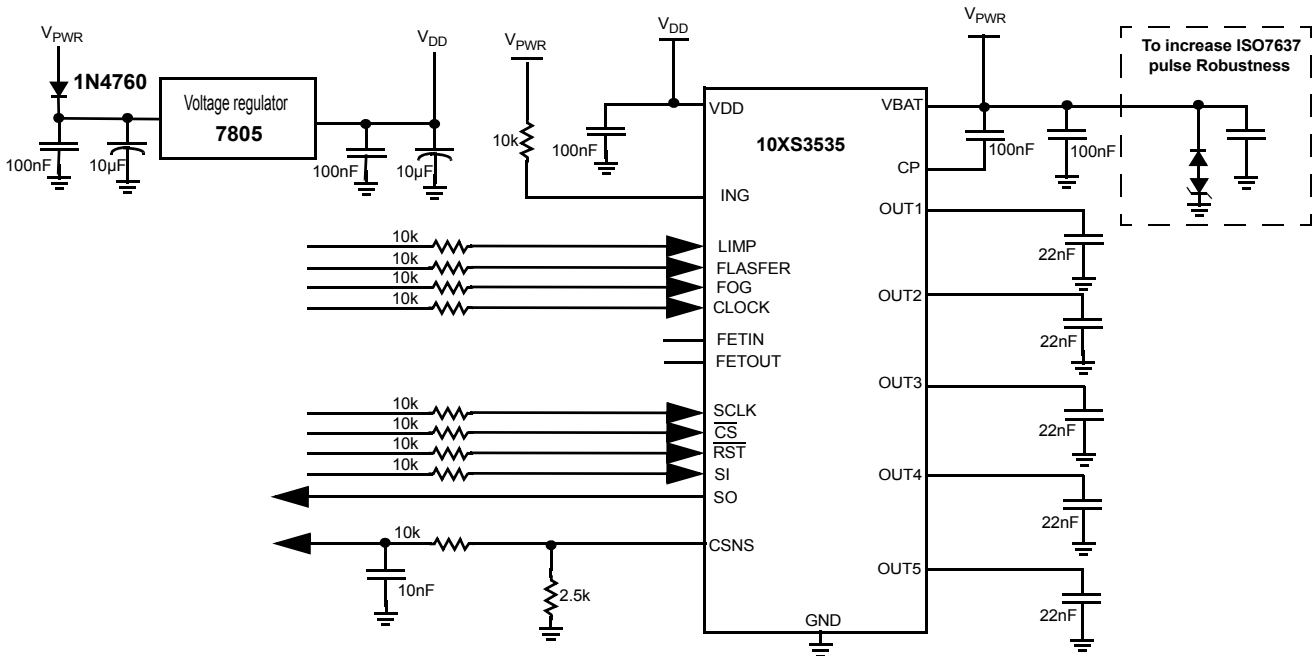 VPWR
1N4760
100nF
10µF
Voltage regulator
7805
VDD
100nF
10µF
VPWR
10k
VDD
100nF
VPWR
To increase ISO7637
pulse Robustness
100nF
100nF
10XS3535
VDD
ING
LIMP
FLASFER
FOG
CLOCK
FETIN
FETOUT
SCLK
CS
RST
SI
SO
CSNS
GND
VBAT
CP
OUT1
OUT2
OUT3
OUT4
OUT5
10k
10k
10k
10k
10k
10k
10k
10k
10k
10nF
2.5k
22nF
22nF
22nF
22nF
22nF